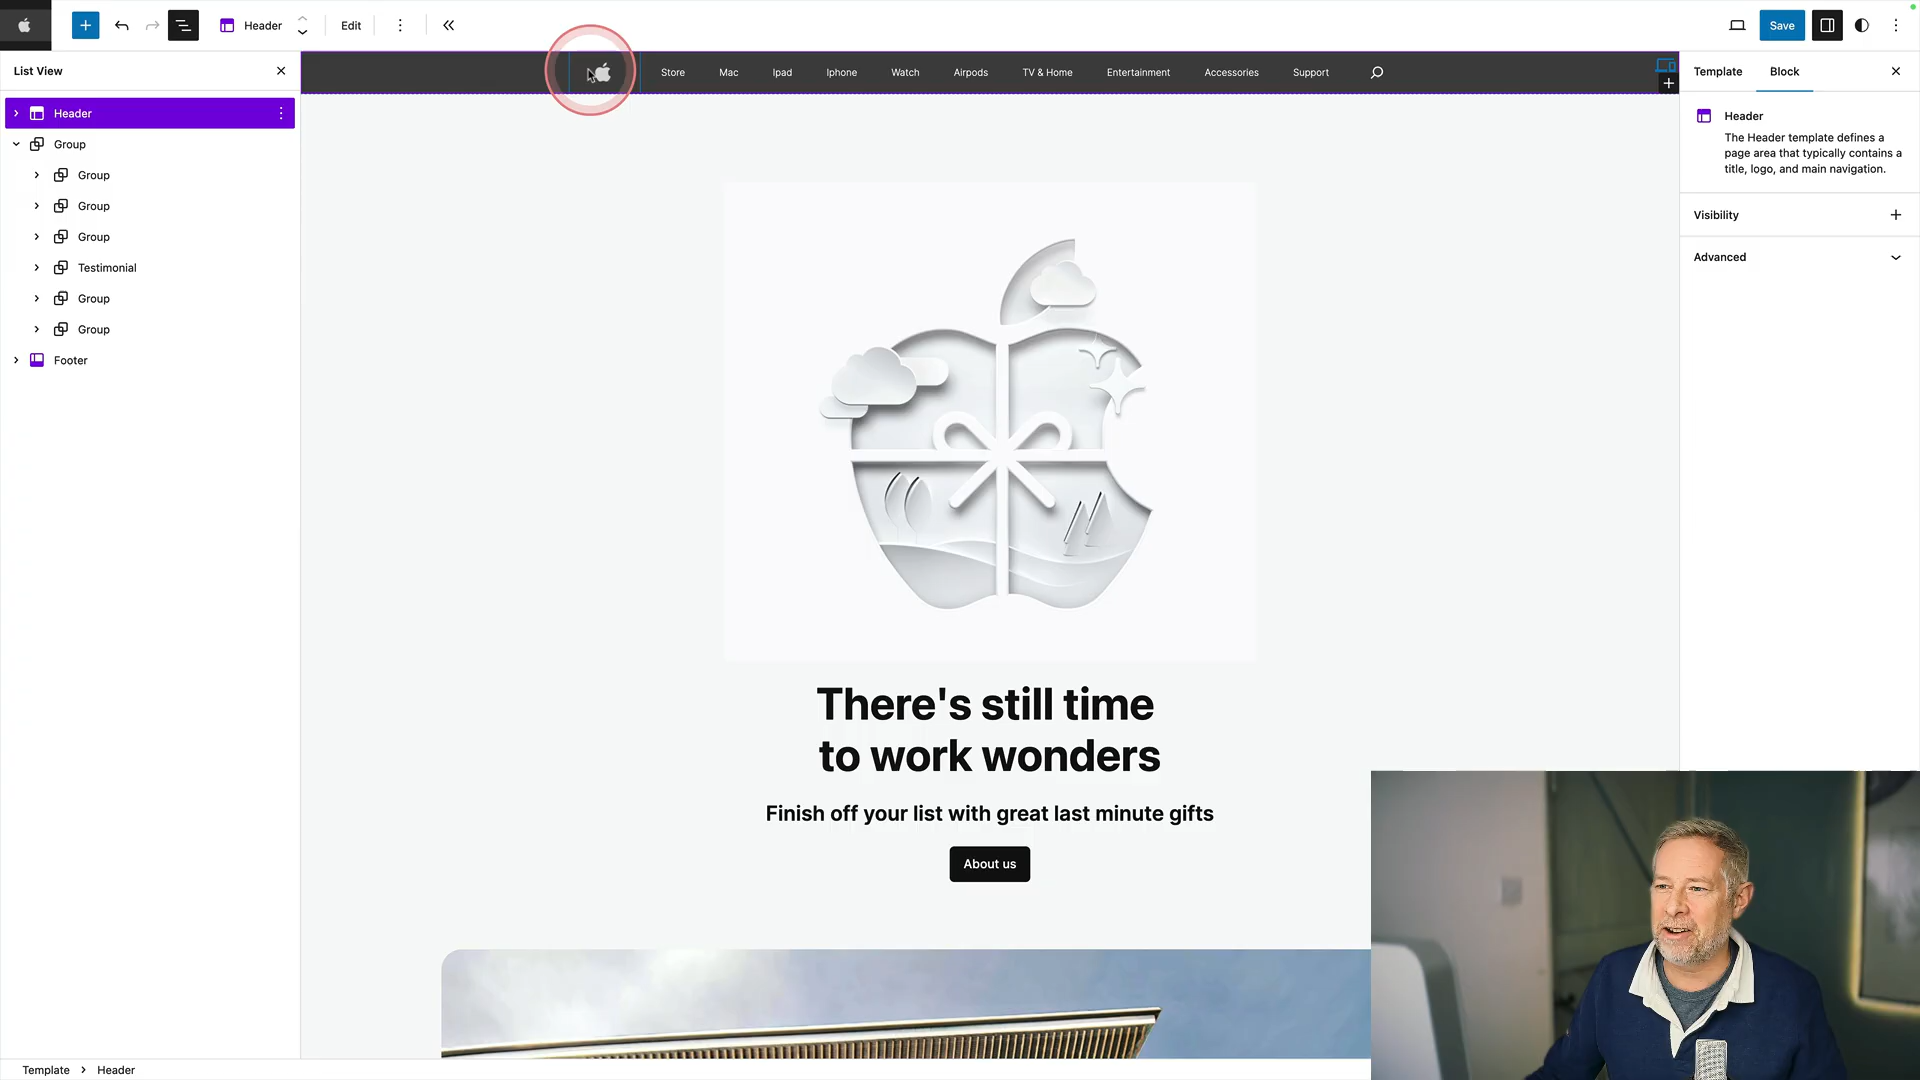 Header
Edit
Save
List View
Header
Group
Group
Group
Group
Testimonial
Group
Group
Footer
Store
Mac
Ipad
Iphone
Watch
Airpods
TV & Home
Entertainment
Accessories
Support
There's still time
to work wonders
Finish off your list with great last minute gifts
About us
Template
Block
Header
The Header template defines a
page area that typically contains a
title, logo, and main navigation.
Visibility
Advanced
Template
Header